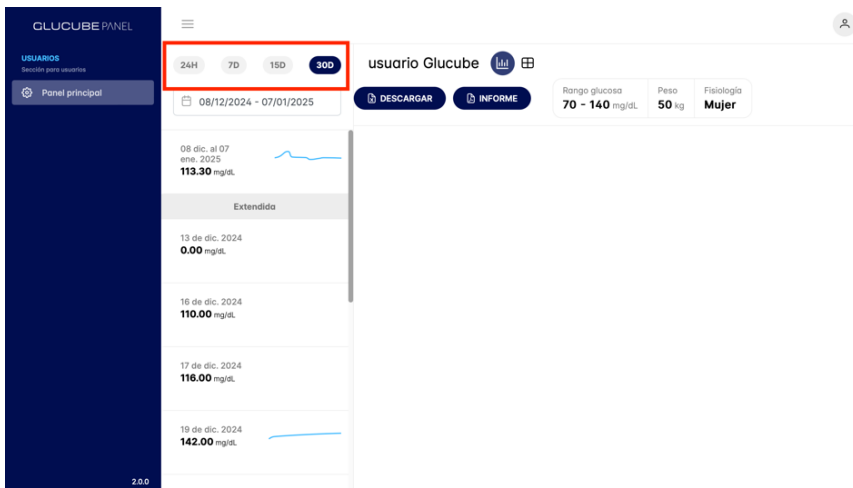 GLUCUBE PANEL
USUARIOS
Sección para usuarios
Panel principal
2.0.0
24H 7D 15D 30D
08/12/2024 - 07/01/2025
08 dic. al 07
ene. 2025
113.30 mg/dL
Extendida
13 de dic. 2024
0.00 mg/dL
16 de dic. 2024
110.00 mg/dL
17 de dic. 2024
116.00 mg/dL
19 de dic. 2024
142.00 mg/dL
usuario Glucube
DESCARGAR INFORME
Rango glucosa Peso Fisiología
70 - 140 mg/dL 50 kg Mujer